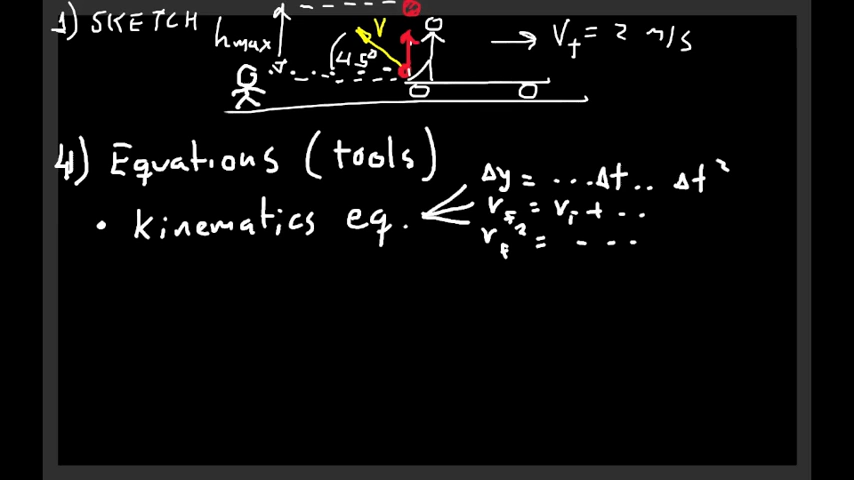 1) SKETCH
hmax
V
45°
Vt = 2 m/s
4) Equations (tools)
• Kinematics eq.
Δy = ...Δt.. Δt²
vf = vi + ..
vf² = ...